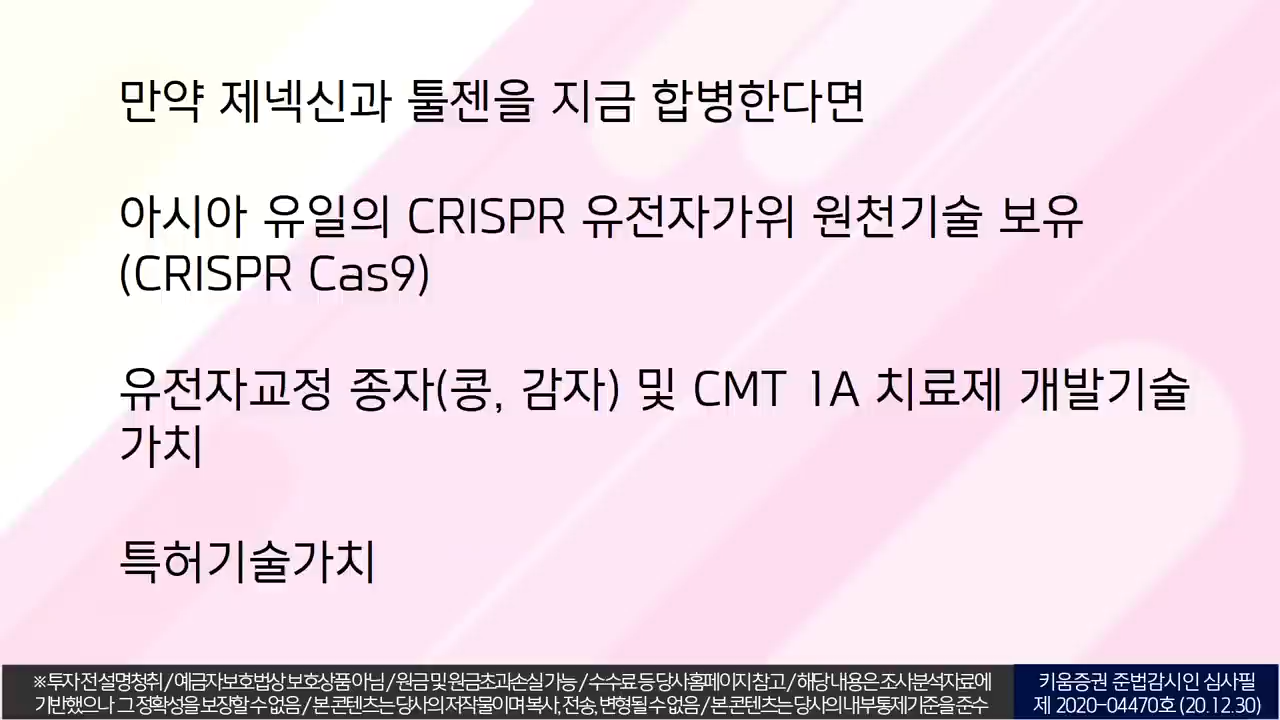 만약 제넥신과 툴젠을 지금 합병한다면
아시아 유일의 CRISPR 유전자가위 원천기술 보유
(CRISPR Cas9)
유전자교정 종자(콩, 감자) 및 CMT 1A 치료제 개발기술
가치
특허기술가치
※ 투자 전 설명청취 / 예금자보호법상 보호상품 아님 / 원금 및 원금초과손실 가능 / 수수료 등 당사홈페이지 참고 / 해당 내용은 조사분석자료에
기반했으나 그 정확성을 보장할 수 없음 / 본 콘텐츠는 당사의 저작물이며 복사, 전송, 변형될 수 없음 / 본 콘텐츠는 당사의 내부통제기준을 준수
키움증권 준법감시인 심사필
제 2020-04470호 (20.12.30)